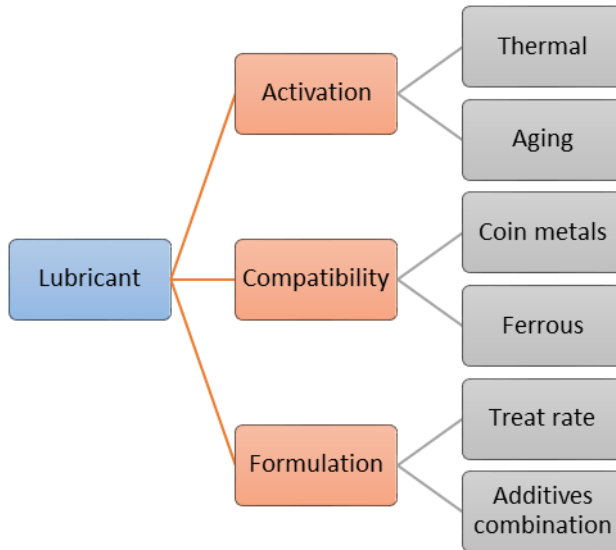 Thermal
Activation
Aging
Coin metals
Lubricant
Compatibility
Ferrous
Treat rate
Formulation
Additives
combination